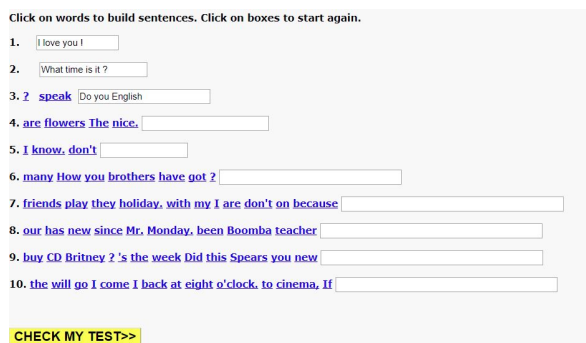 Click on words to build sentences. Click on boxes to start again.
1. I love you !
2. What time is it ?
3. ? speak Do you English
4. are flowers The nice.
5. I know. don't
6. many How you brothers have got ?
7. friends play they holiday. with my I are don't on because
8. our has new since Mr. Monday. been Boomba teacher
9. buy CD Britney ? 's the week Did this Spears you new
10. the will go I come I back at eight o'clock. to cinema, If
CHECK MY TEST>>